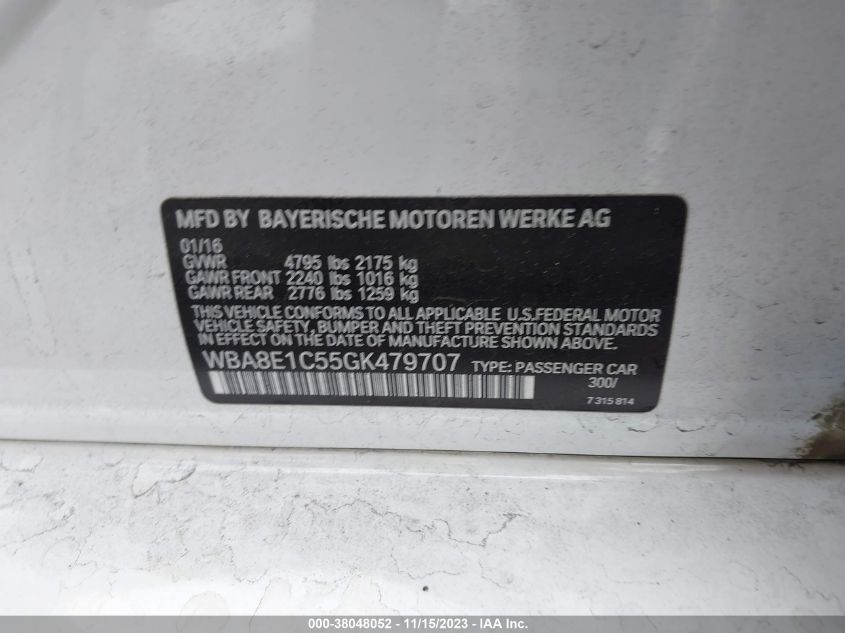 MFD BY BAYERISCHE MOTOREN WERKE AG
01/16
GVWR 4795 lbs 2175 kg
GAWR FRONT 2240 lbs 1016 kg
GAWR REAR 2776 lbs 1259 kg
THIS VEHICLE CONFORMS TO ALL APPLICABLE U.S.FEDERAL MOTOR
VEHICLE SAFETY, BUMPER AND THEFT PREVENTION STANDARDS
IN EFFECT ON THE DATE OF MANUFACTURE SHOWN ABOVE.
WBA8E1C55GK479707 TYPE: PASSENGER CAR
300/
7 315 814
000-38048052 - 11/15/2023 - IAA Inc.